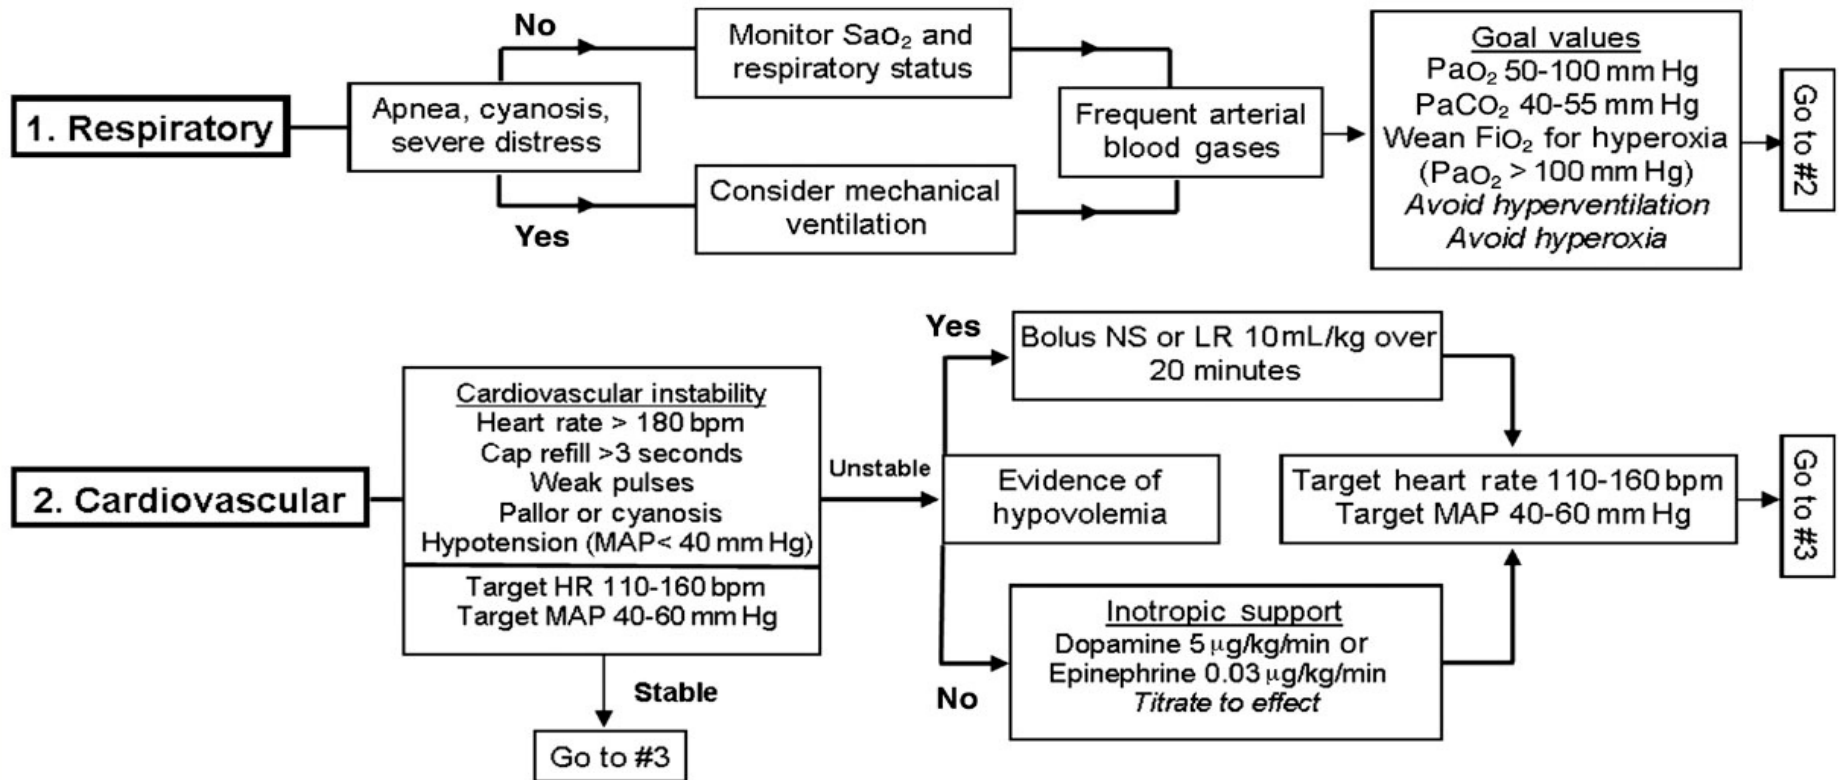 No
Monitor SaO₂ and
respiratory status
1. Respiratory
Apnea, cyanosis,
severe distress
Yes
Consider mechanical
ventilation
Frequent arterial
blood gases
Goal values
PaO₂ 50-100 mm Hg
PaCO₂ 40-55 mm Hg
Wean FiO₂ for hyperoxia
(PaO₂ > 100 mm Hg)
Avoid hyperventilation
Avoid hyperoxia
Go to #2
2. Cardiovascular
Cardiovascular instability
Heart rate > 180 bpm
Cap refill >3 seconds
Weak pulses
Pallor or cyanosis
Hypotension (MAP< 40 mm Hg)
Target HR 110-160 bpm
Target MAP 40-60 mm Hg
Stable
Go to #3
Unstable
Evidence of
hypovolemia
Yes
Bolus NS or LR 10mL/kg over
20 minutes
No
Inotropic support
Dopamine 5 μg/kg/min or
Epinephrine 0.03 μg/kg/min
Titrate to effect
Target heart rate 110-160 bpm
Target MAP 40-60 mm Hg
Go to #3